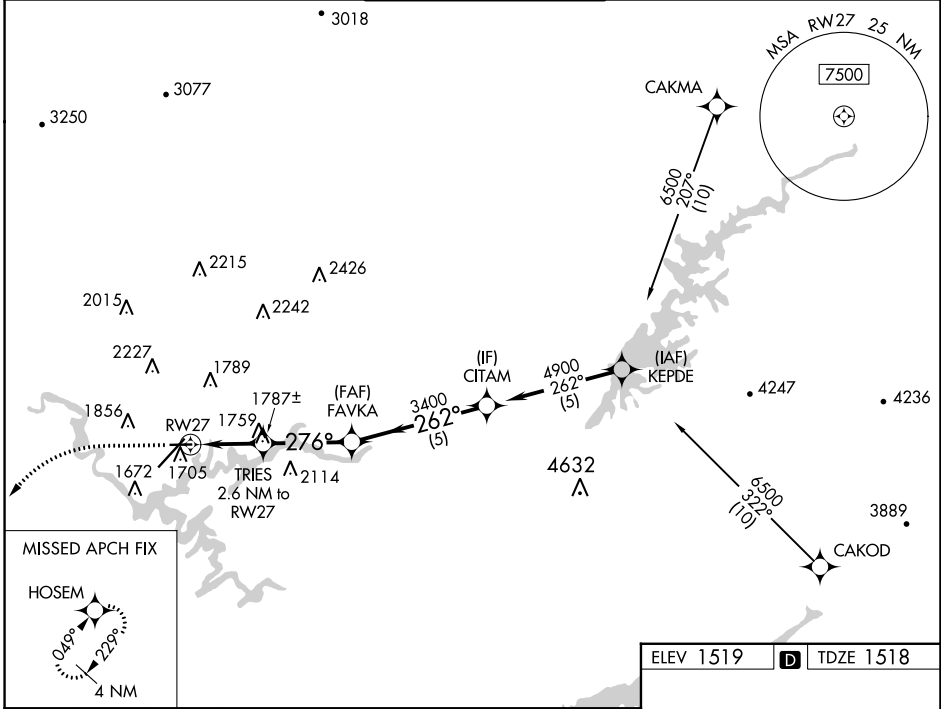 3018
MSA RW27 25 NM
7500
3077
3250
CAKMA
6500
207°
(10)
2215
2426
2015
2242
2227
1789
(IF)
CITAM
4900
262°
(5)
(IAF)
KEPDE
4247
4236
1856
1787±
(FAF)
FAVKA
3400
262°
(5)
RW27
1759
276°
1672
1705
TRIES
2.6 NM to
RW27
2114
4632
6500
322°
(10)
3889
CAKOD
MISSED APCH FIX
HOSEM
049°
229°
4 NM
ELEV 1519 D TDZE 1518